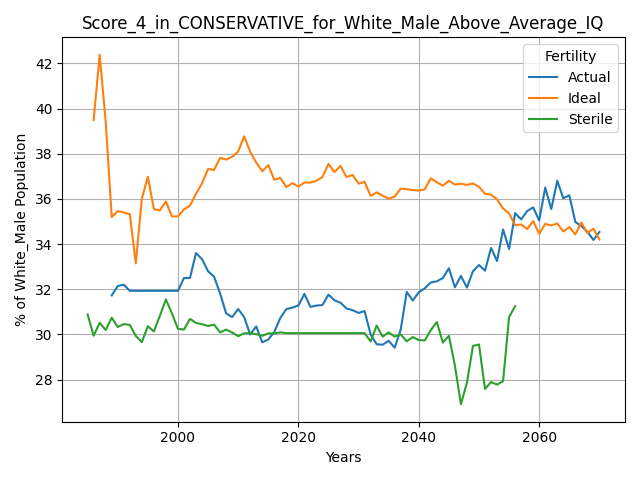 Score_4_in_CONSERVATIVE_for_White_Male_Above_Average_IQ
Fertility
Actual
Ideal
Sterile
% of White_Male Population
42
40
38
36
34
32
30
28
2000
2020
2040
2060
Years